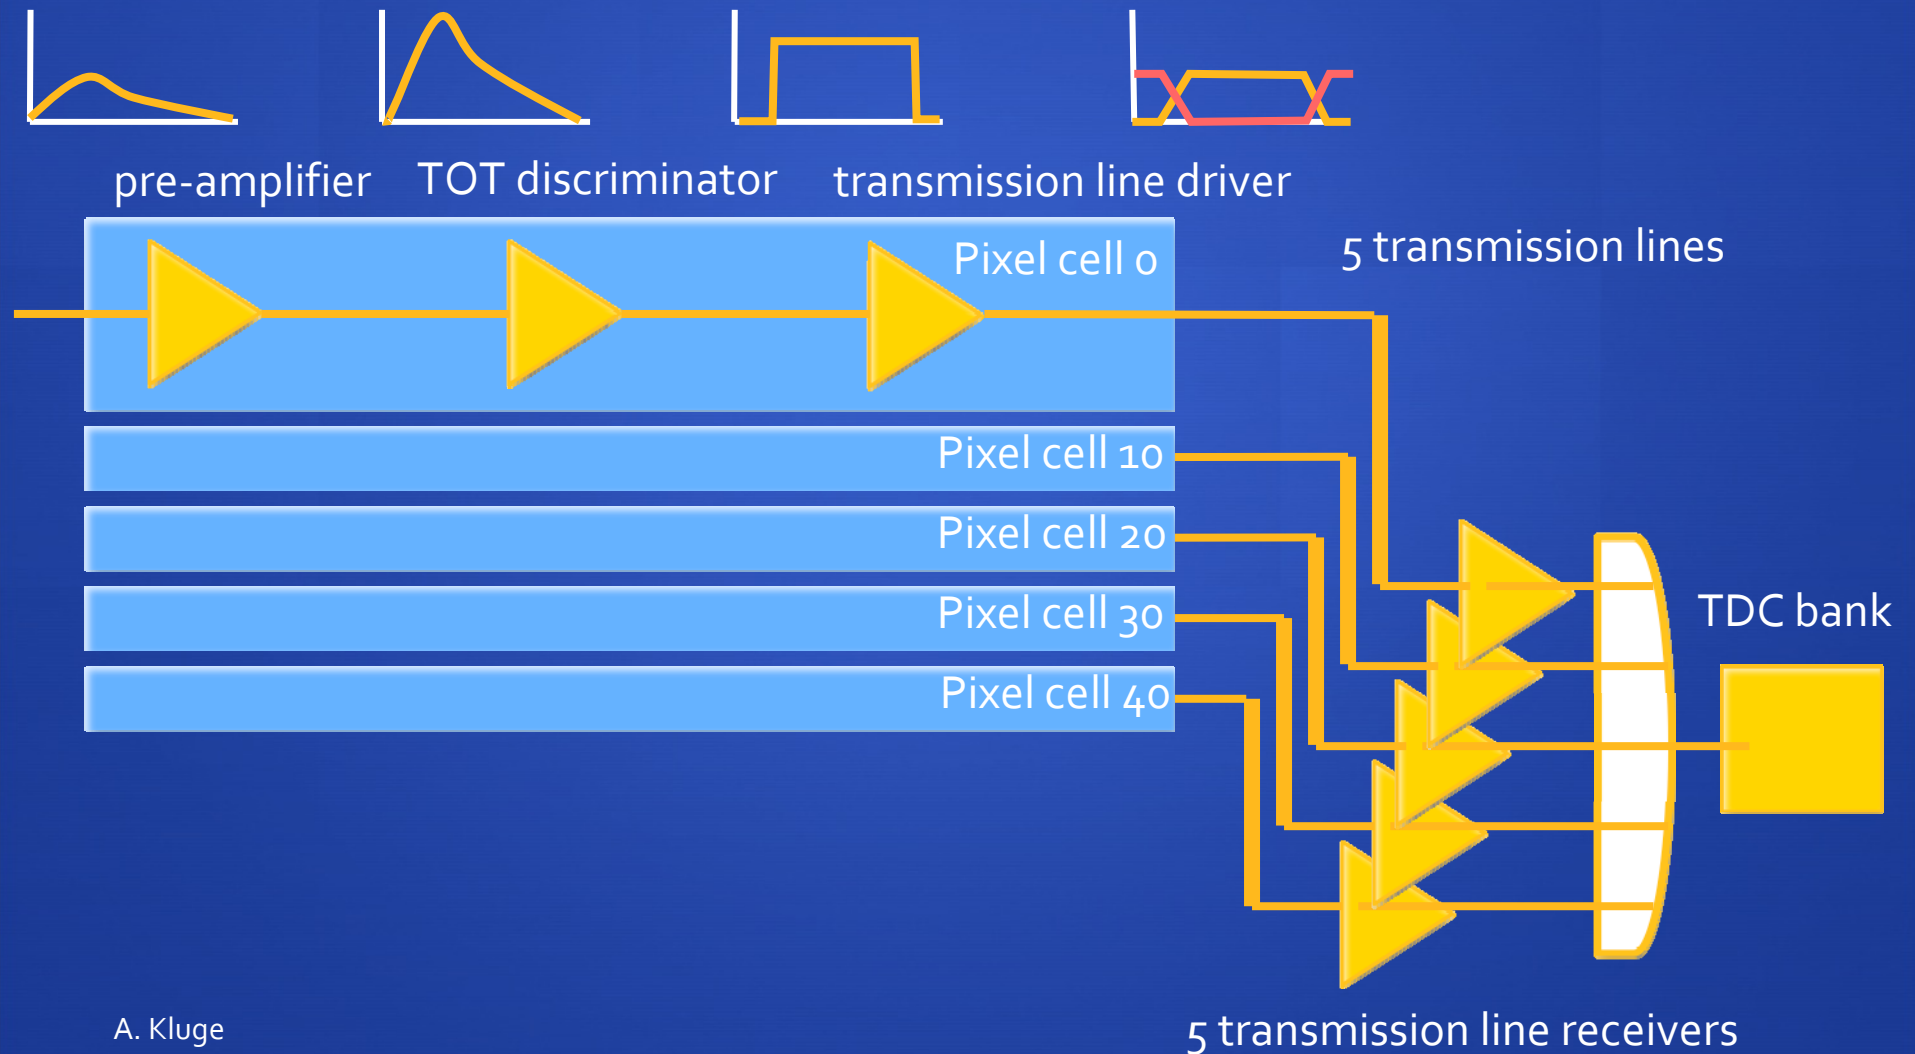 pre-amplifier
TOT discriminator
transmission line driver
Pixel cell 0
5 transmission lines
Pixel cell 10
Pixel cell 20
Pixel cell 30
Pixel cell 40
TDC bank
A. Kluge
5 transmission line receivers